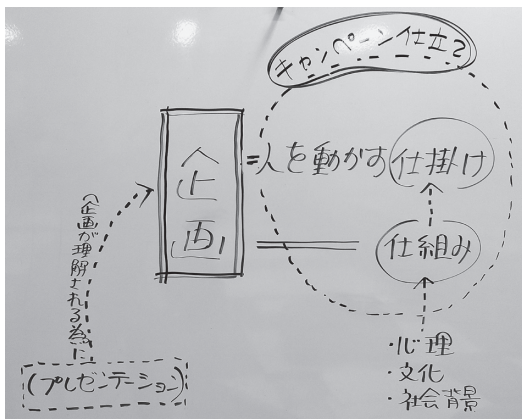 キャンペーン仕立て
企画
=人を動かす仕掛け
仕組み
・心理
・文化
・社会背景
企画が理解される為に
(プレゼンテーション)